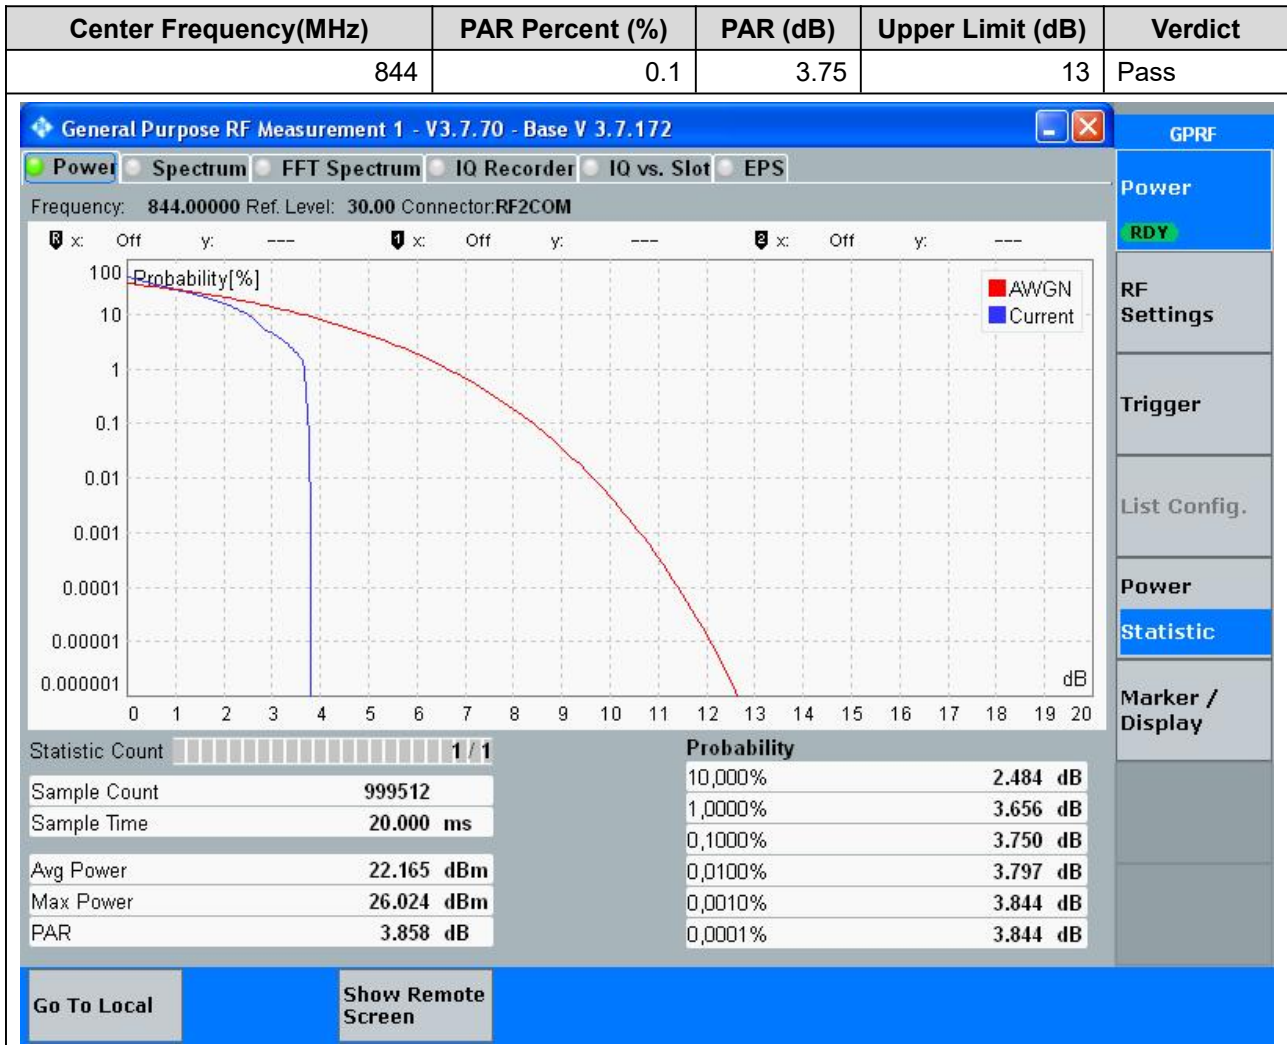 Center Frequency(MHz) PAR Percent (%) PAR (dB) Upper Limit (dB) Verdict
844 0.1 3.75 13 Pass
General Purpose RF Measurement 1 - V3.7.70 - Base V 3.7.172
GPRF
Power Spectrum FFT Spectrum IQ Recorder IQ vs. Slot EPS
Frequency: 844.00000 Ref. Level: 30.00 Connector:RF2COM
R x: Off y: --- 1 x: Off y: --- 2 x: Off y: ---
Probability[%]
AWGN
Current
100
10
1
0.1
0.01
0.001
0.0001
0.00001
0.000001
dB
0 1 2 3 4 5 6 7 8 9 10 11 12 13 14 15 16 17 18 19 20
Statistic Count 1 / 1
Sample Count 999512
Sample Time 20.000 ms
Avg Power 22.165 dBm
Max Power 26.024 dBm
PAR 3.858 dB
Probability
10,000% 2.484 dB
1,0000% 3.656 dB
0,1000% 3.750 dB
0,0100% 3.797 dB
0,0010% 3.844 dB
0,0001% 3.844 dB
Power
RDY
RF
Settings
Trigger
List Config.
Power
Statistic
Marker /
Display
Go To Local
Show Remote
Screen